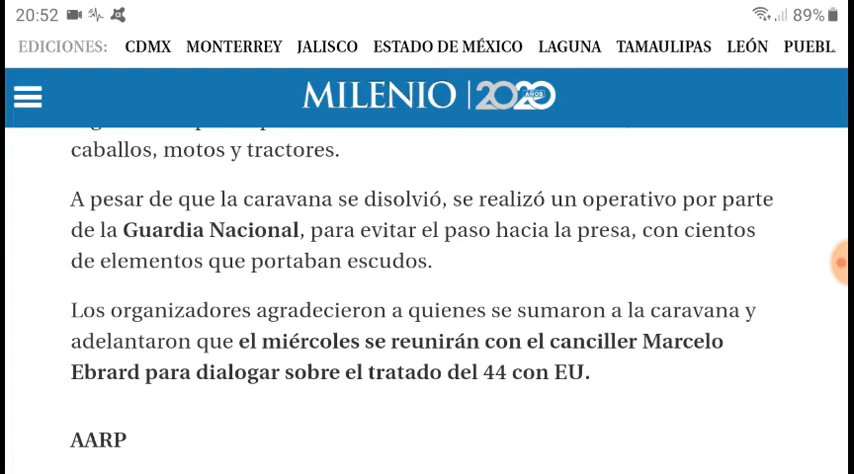 20:52 89%
EDICIONES: CDMX MONTERREY JALISCO ESTADO DE MÉXICO LAGUNA TAMAULIPAS LEÓN PUEBL
MILENIO 2020 AÑOS
caballos, motos y tractores.
A pesar de que la caravana se disolvió, se realizó un operativo por parte
de la Guardia Nacional, para evitar el paso hacia la presa, con cientos
de elementos que portaban escudos.
Los organizadores agradecieron a quienes se sumaron a la caravana y
adelantaron que el miércoles se reunirán con el canciller Marcelo
Ebrard para dialogar sobre el tratado del 44 con EU.
AARP